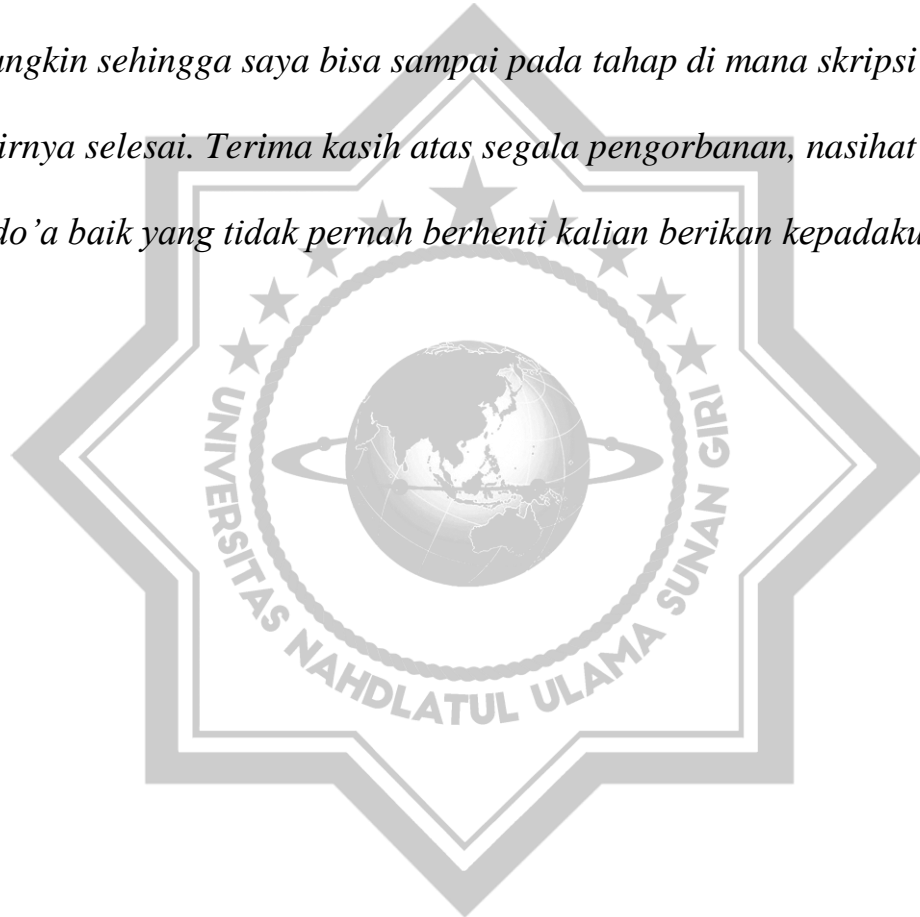 ngkin sehingga saya bisa sampai pada tahap di mana skripsi
irnya selesai. Terima kasih atas segala pengorbanan, nasihat
do’a baik yang tidak pernah berhenti kalian berikan kepadaku
UNIVERSITAS NAHDLATUL ULAMA SUNAN GIRI